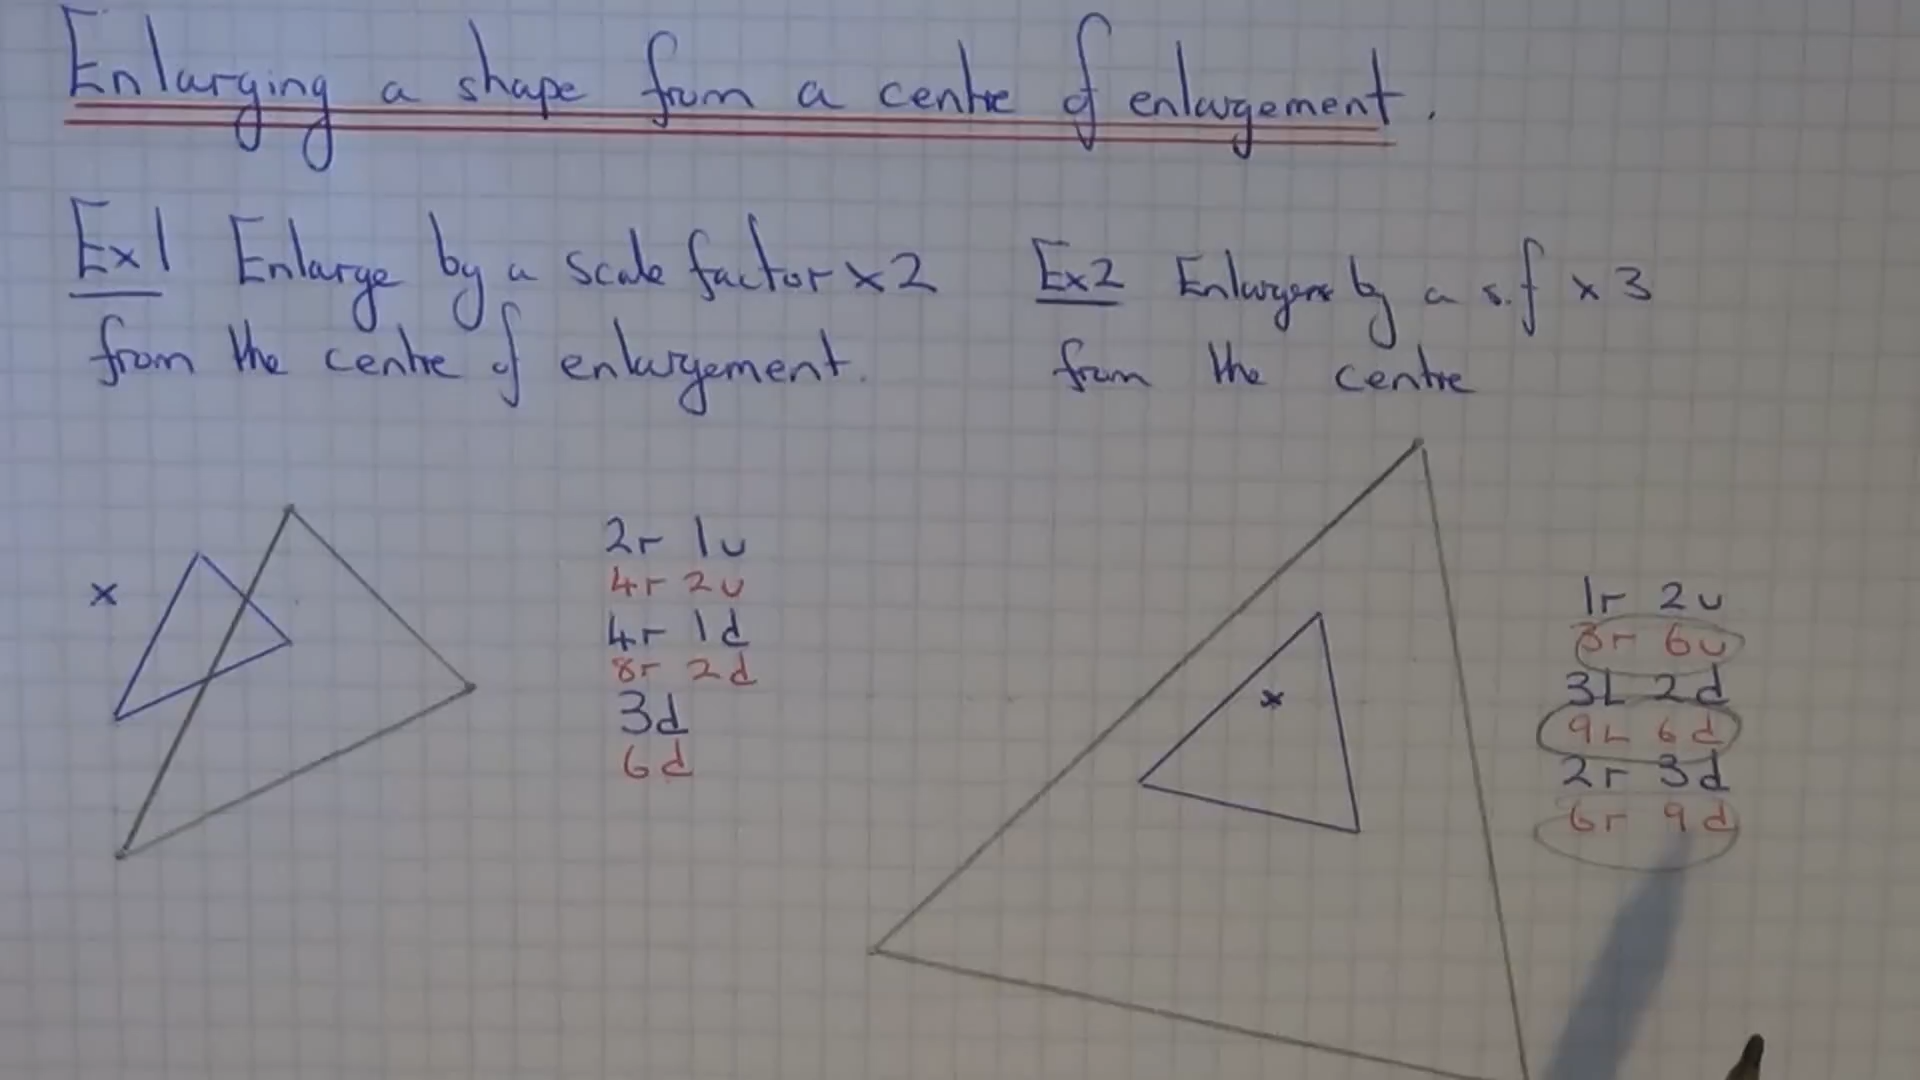 Enlarging a shape from a centre of enlargement.
Ex1 Enlarge by a scale factor x2
from the centre of enlargement.
Ex2 Enlargers by a s.f x 3
from the centre
x
2r 1u
4r 2u
4r 1d
8r 2d
3d
6d
x
1r 2u
3r 6u
3L 2d
9L 6d
2r 3d
6r 9d